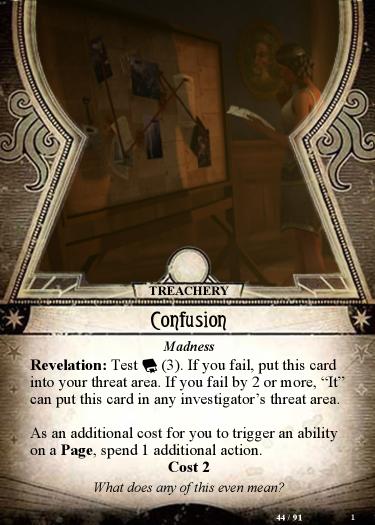 TREACHERY
Confusion
Madness
Revelation: Test (3). If you fail, put this card
into your threat area. If you fail by 2 or more, “It”
can put this card in any investigator’s threat area.
As an additional cost for you to trigger an ability
on a Page, spend 1 additional action.
Cost 2
What does any of this even mean?
44 / 91 1